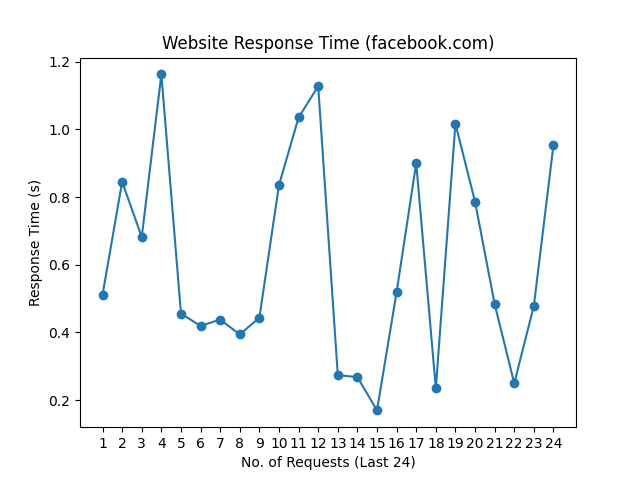 Website Response Time (facebook.com)
1.2
1.0
0.8
0.6
0.4
0.2
Response Time (s)
1 2 3 4 5 6 7 8 9 10 11 12 13 14 15 16 17 18 19 20 21 22 23 24
No. of Requests (Last 24)